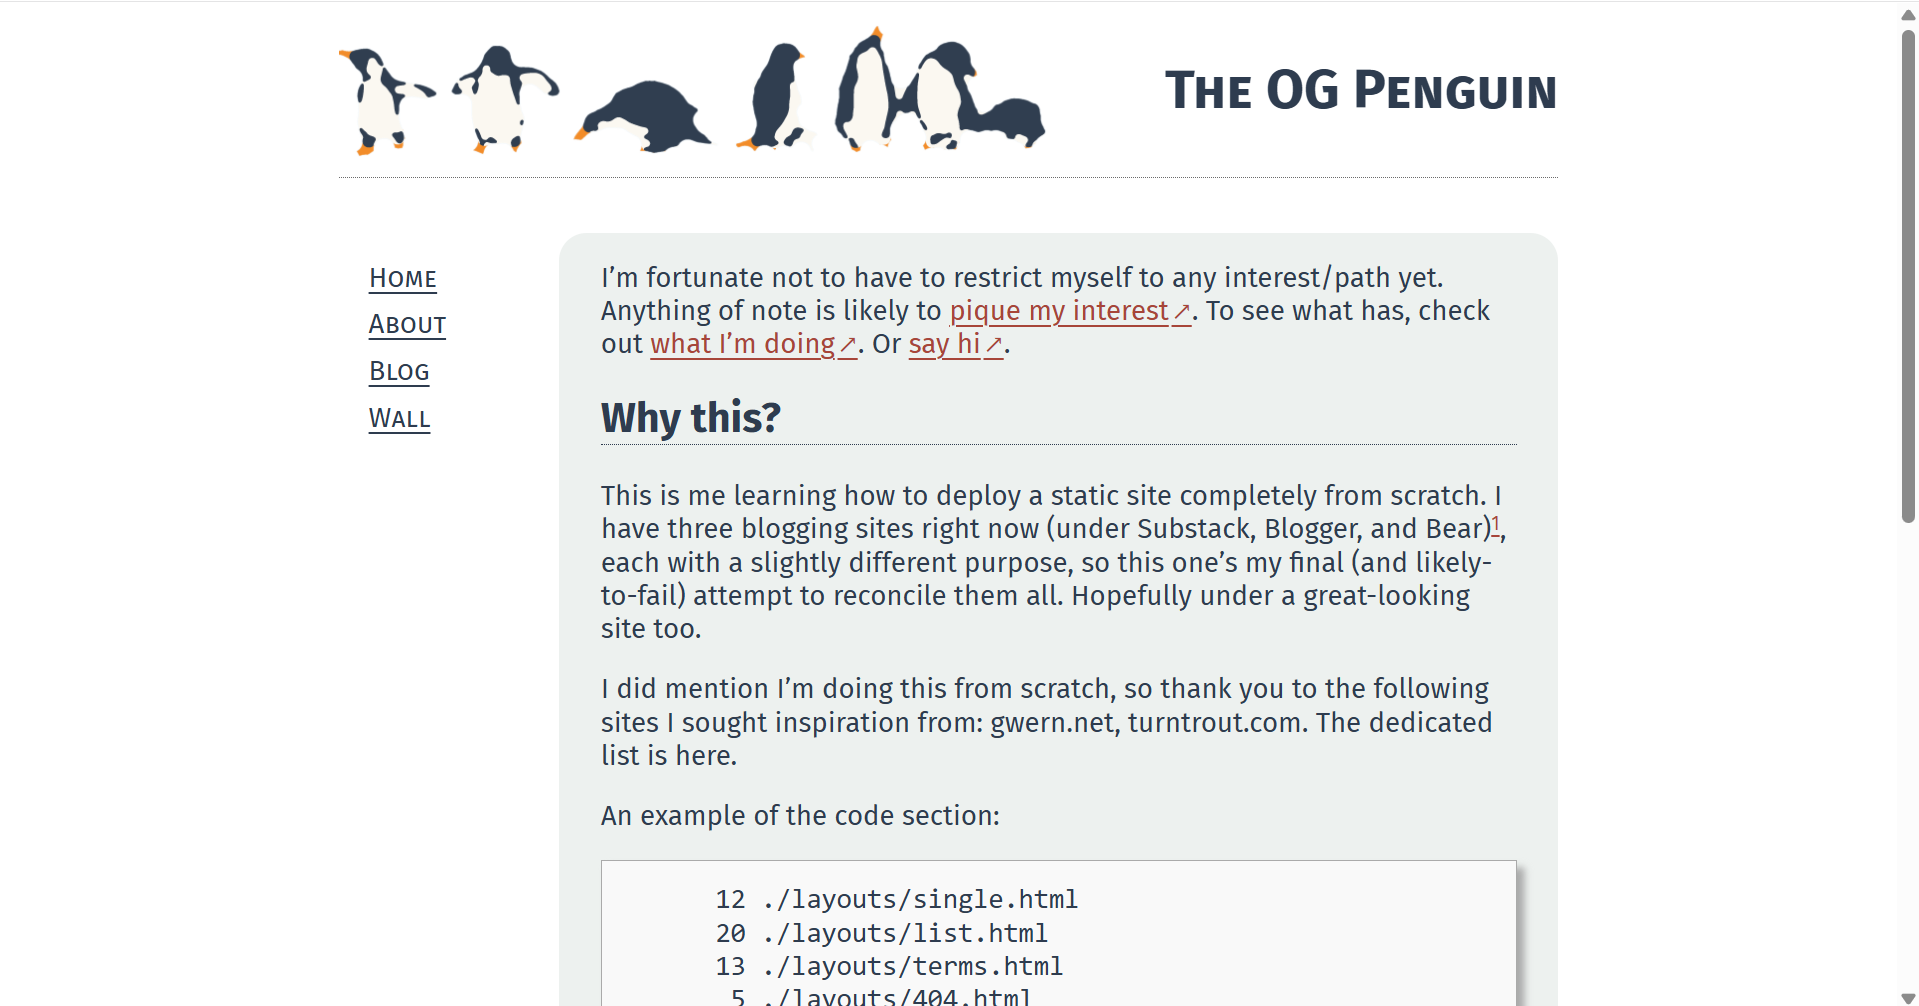 The OG Penguin
Home
About
Blog
Wall
I’m fortunate not to have to restrict myself to any interest/path yet.
Anything of note is likely to pique my interest↗. To see what has, check
out what I’m doing↗. Or say hi↗.
Why this?
This is me learning how to deploy a static site completely from scratch. I
have three blogging sites right now (under Substack, Blogger, and Bear)1,
each with a slightly different purpose, so this one’s my final (and likely-
to-fail) attempt to reconcile them all. Hopefully under a great-looking
site too.
I did mention I’m doing this from scratch, so thank you to the following
sites I sought inspiration from: gwern.net, turntrout.com. The dedicated
list is here.
An example of the code section:
12 ./layouts/single.html
20 ./layouts/list.html
13 ./layouts/terms.html
5 ./layouts/404.html